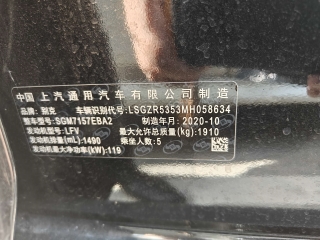 中国 上汽通用汽车有限公司制造
品牌：别克 车辆识别代号：LSGZR5353MH058634
整车型号：SGM7157EBA2 制造年月：2020-10
发动机型号：LFV 最大允许总质量(kg)：1910
发动机排量(mL)：1490 乘坐人数：5
发动机最大净功率(kW)：119